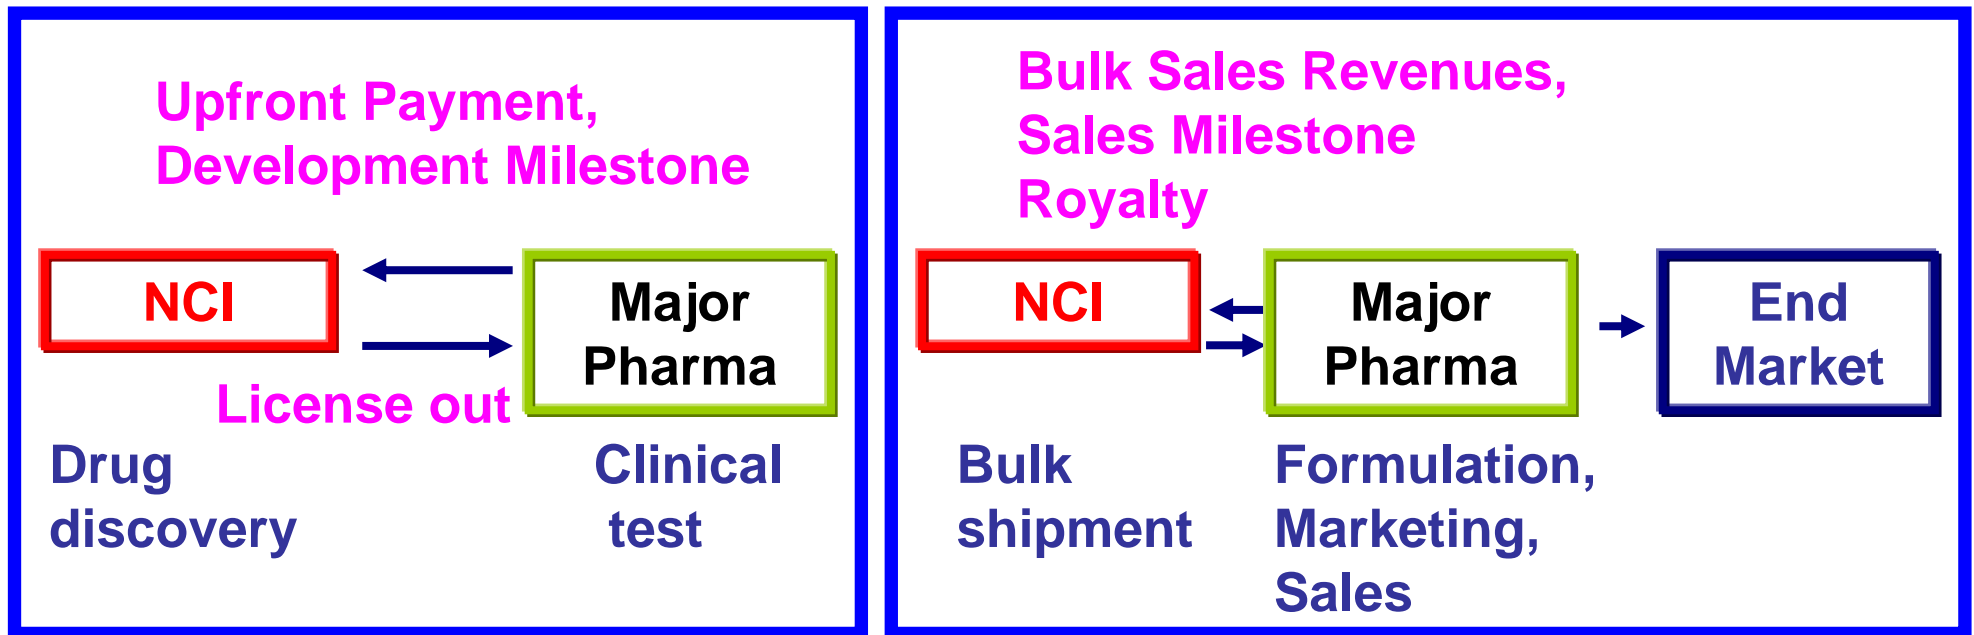 Upfront Payment,
Development Milestone
NCI
Major
Pharma
License out
Drug
discovery
Clinical
test
Bulk Sales Revenues,
Sales Milestone
Royalty
NCI
Major
Pharma
End
Market
Bulk
shipment
Formulation,
Marketing,
Sales